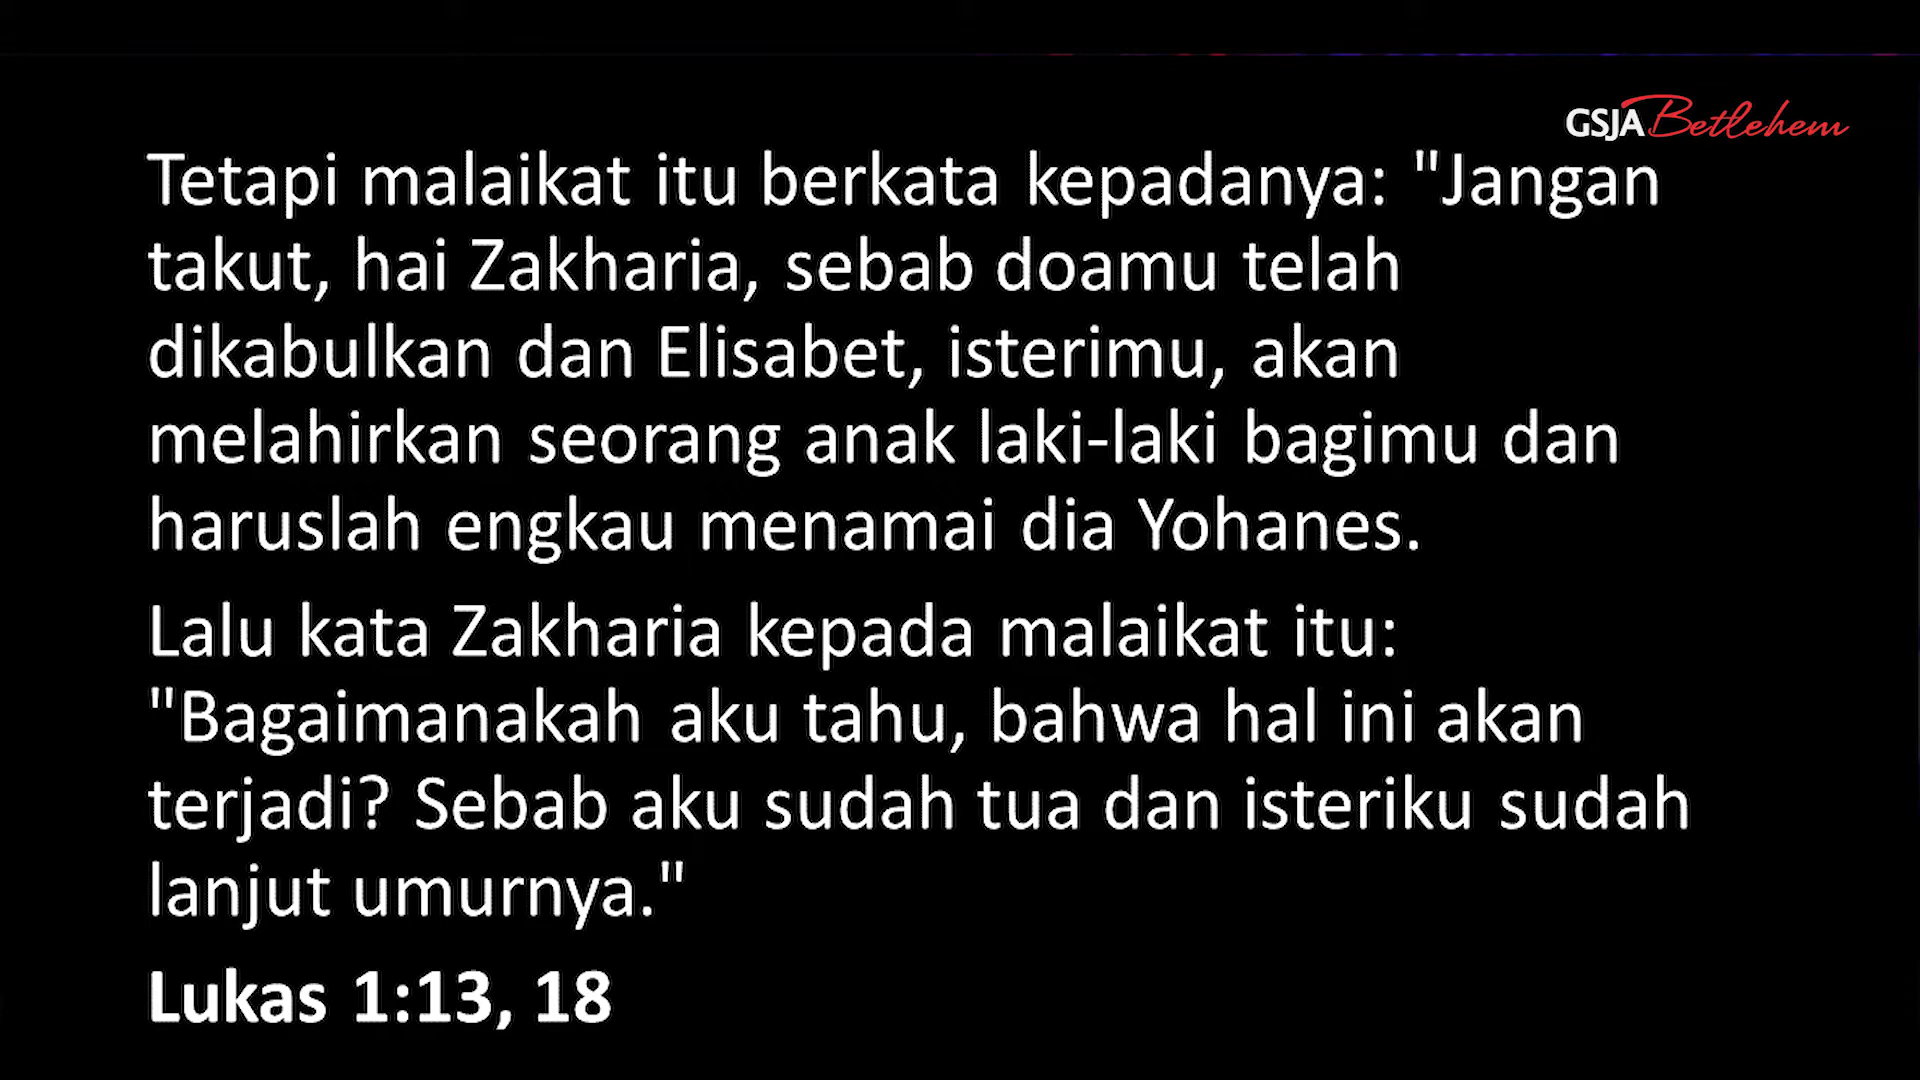 GSJA Betlehem
Tetapi malaikat itu berkata kepadanya: "Jangan
takut, hai Zakharia, sebab doamu telah
dikabulkan dan Elisabet, isterimu, akan
melahirkan seorang anak laki-laki bagimu dan
haruslah engkau menamai dia Yohanes.
Lalu kata Zakharia kepada malaikat itu:
"Bagaimanakah aku tahu, bahwa hal ini akan
terjadi? Sebab aku sudah tua dan isteriku sudah
lanjut umurnya."
Lukas 1:13, 18